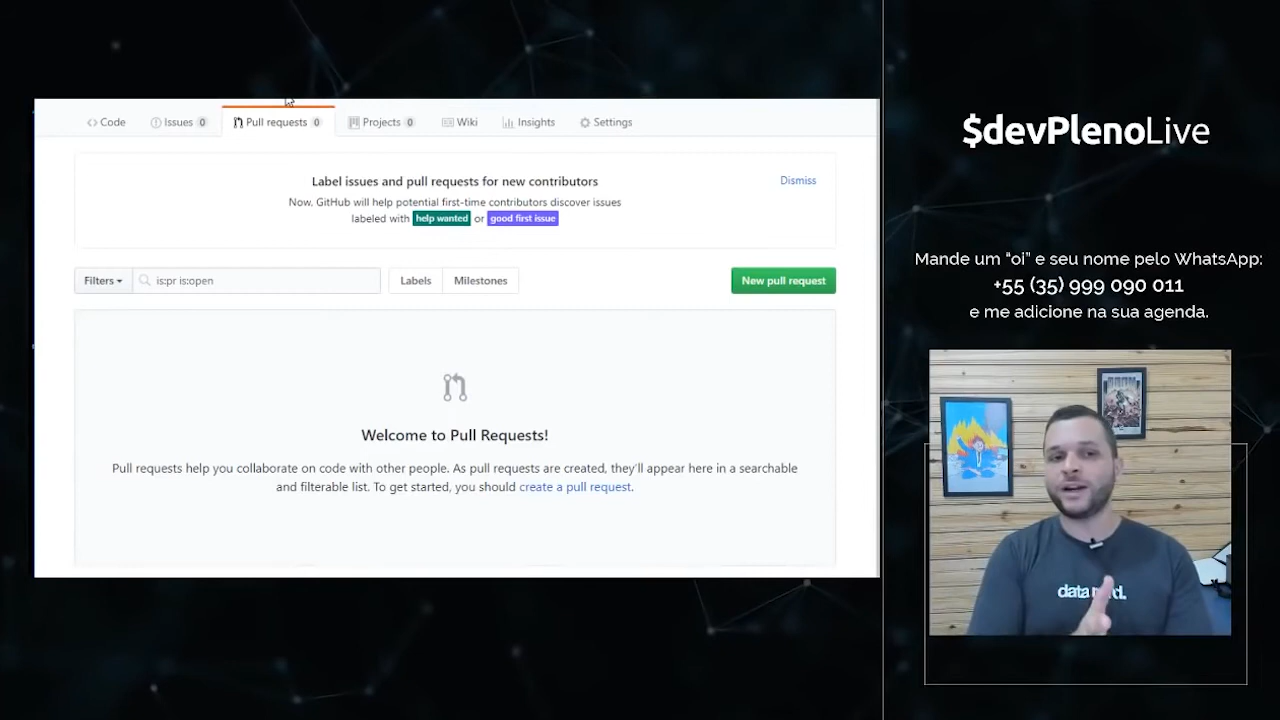 Code
Issues 0
Pull requests 0
Projects 0
Wiki
Insights
Settings
Label issues and pull requests for new contributors
Dismiss
Now, GitHub will help potential first-time contributors discover issues
labeled with help wanted or good first issue
Filters
is:pr is:open
Labels
Milestones
New pull request
Welcome to Pull Requests!
Pull requests help you collaborate on code with other people. As pull requests are created, they'll appear here in a searchable
and filterable list. To get started, you should create a pull request.
$devPlenoLive
Mande um "oi" e seu nome pelo WhatsApp:
+55 (35) 999 090 011
e me adicione na sua agenda.
data